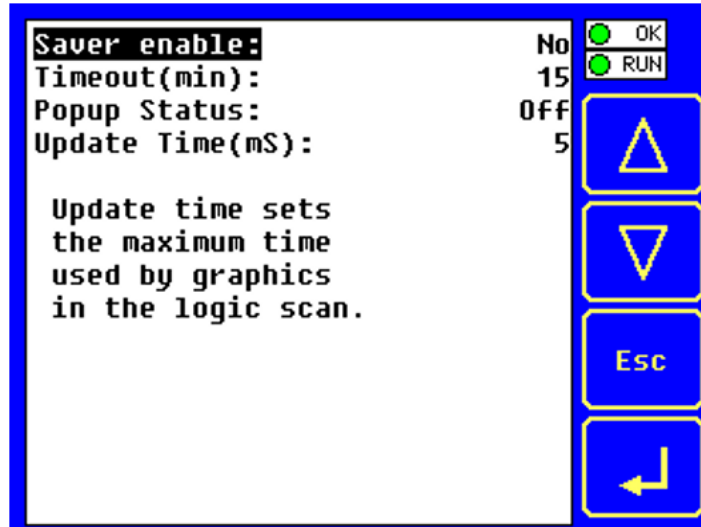 Saver enable: No
Timeout(min): 15
Popup Status: Off
Update Time(mS): 5
Update time sets
the maximum time
used by graphics
in the logic scan.
OK
RUN
Esc